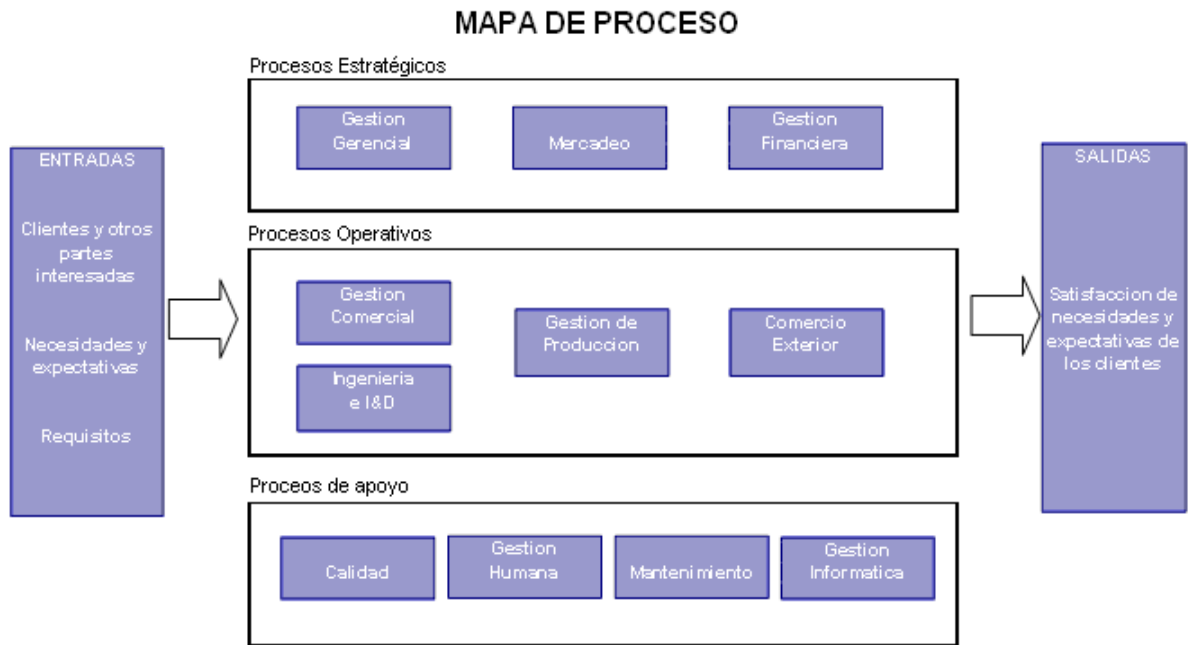 MAPA DE PROCESO
Procesos Estratégicos
Gestion
Gerencial
Mercadeo
Gestion
Financiera
ENTRADAS
Clientes y otros
partes
interesadas
Necesidades y
expectativas
Requisitos
Procesos Operativos
Gestion
Comercial
Ingenieria
e I&D
Gestion de
Produccion
Comercio
Exterior
SALIDAS
Satisfaccion de
necesidades y
expectativas de
los clientes
Proceos de apoyo
Calidad
Gestion
Humana
Mantenimiento
Gestion
Informatica